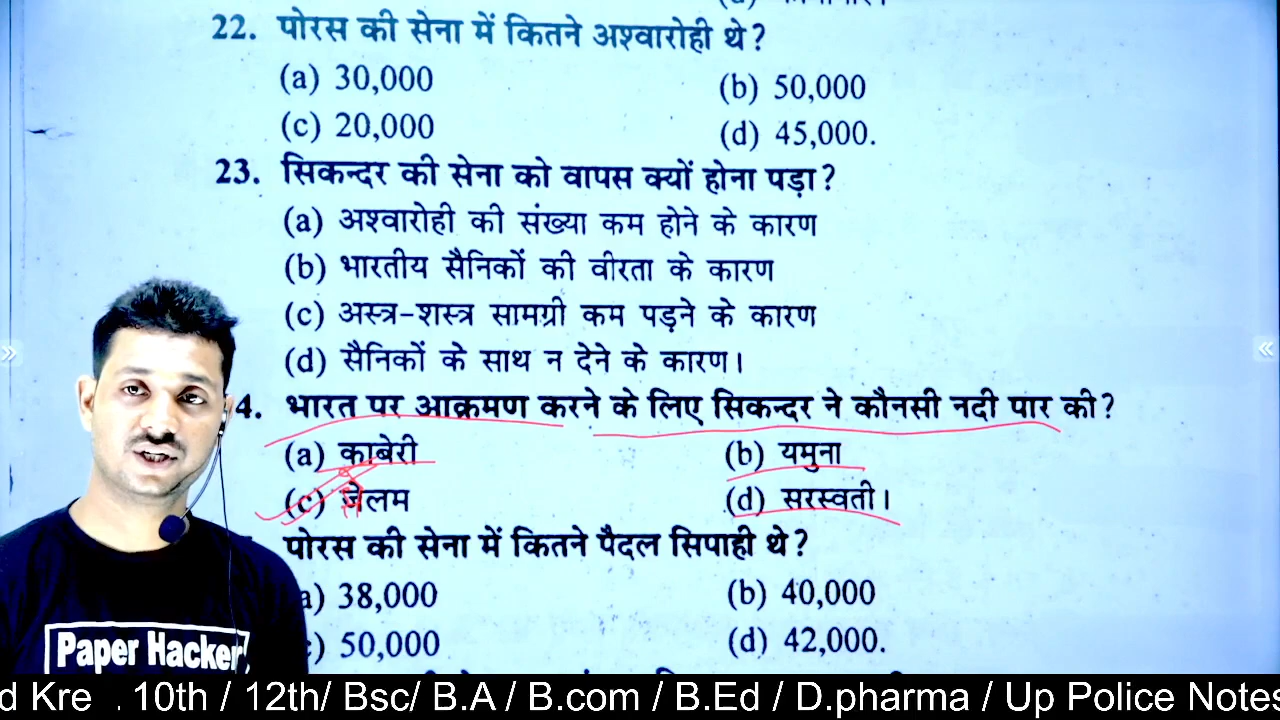 22. पोरस की सेना में कितने अश्वारोही थे?
(a) 30,000 (b) 50,000
(c) 20,000 (d) 45,000.
23. सिकन्दर की सेना को वापस क्यों होना पड़ा?
(a) अश्वारोही की संख्या कम होने के कारण
(b) भारतीय सैनिकों की वीरता के कारण
(c) अस्त्र-शस्त्र सामग्री कम पड़ने के कारण
(d) सैनिकों के साथ न देने के कारण।
4. भारत पर आक्रमण करने के लिए सिकन्दर ने कौनसी नदी पार की?
(a) काबेरी (b) यमुना
(c) जेलम (d) सरस्वती।
पोरस की सेना में कितने पैदल सिपाही थे?
a) 38,000 (b) 40,000
c) 50,000 (d) 42,000.
Paper Hacker
d Kre . 10th / 12th/ Bsc/ B.A / B.com / B.Ed / D.pharma / Up Police Notes